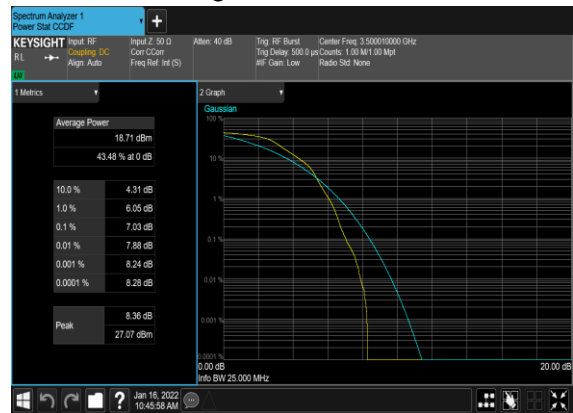 Spectrum Analyzer 1
Power Stat CCDF
+
KEYSIGHT
RL
Input: RF
Coupling: DC
Align: Auto
Input Z: 50 Ω
Corr CCorr
Freq Ref: Int (S)
Atten: 40 dB
Trig: RF Burst
Trig Delay: 500.0 µs
#IF Gain: Low
Center Freq: 3.500010000 GHz
Counts: 1.00 M/1.00 Mpt
Radio Std: None
1 Metrics
Average Power
18.71 dBm
43.48 % at 0 dB
10.0 % 4.31 dB
1.0 % 6.05 dB
0.1 % 7.03 dB
0.01 % 7.88 dB
0.001 % 8.24 dB
0.0001 % 8.28 dB
Peak
8.36 dB
27.07 dBm
2 Graph
Gaussian
100 %
10 %
1 %
0.1 %
0.01 %
0.001 %
0.0001 %
0.00 dB
20.00 dB
Info BW 25.000 MHz
?
Jan 16, 2022
10:45:58 AM